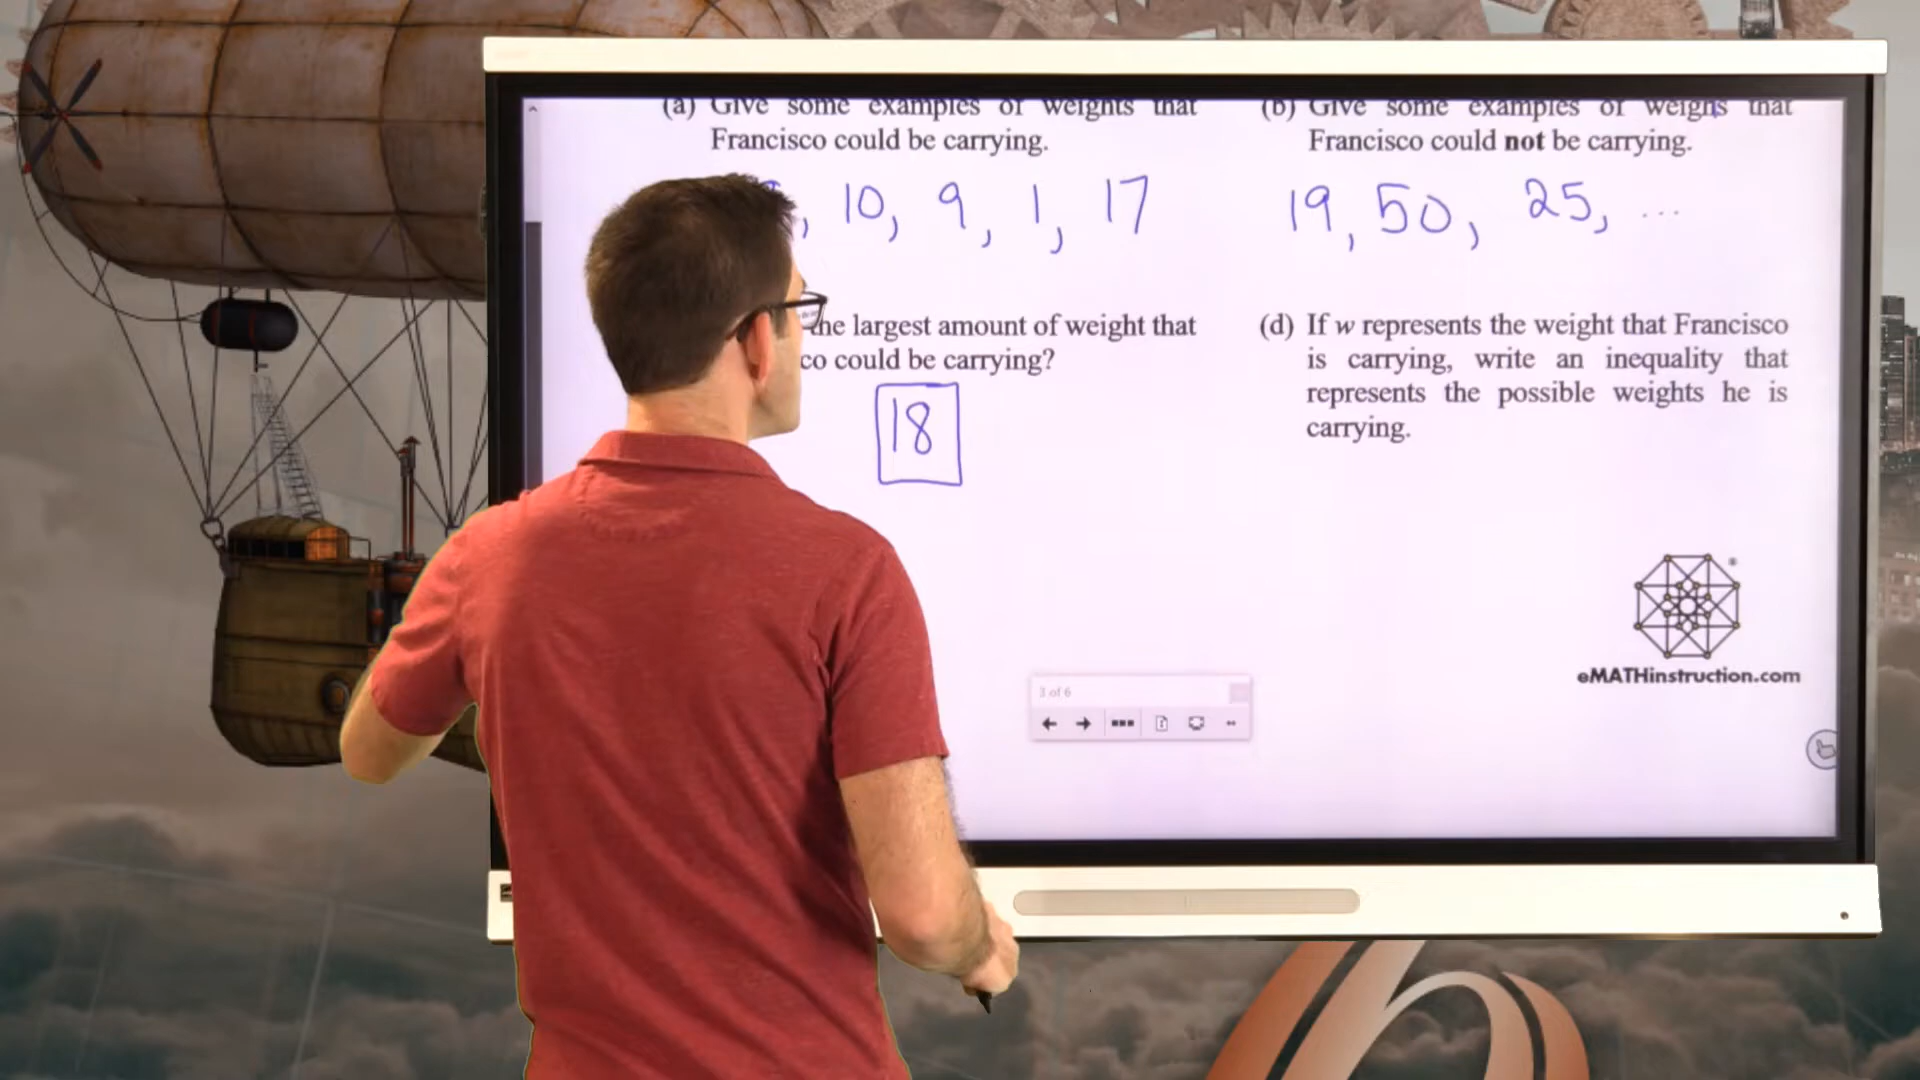 (a) Give some examples of weights that
Francisco could be carrying.
, 10, 9, 1, 17
(b) Give some examples of weighs that
Francisco could not be carrying.
19, 50, 25, ...
the largest amount of weight that
co could be carrying?
18
(d) If w represents the weight that Francisco
is carrying, write an inequality that
represents the possible weights he is
carrying.
eMATHinstruction.com
3 of 6